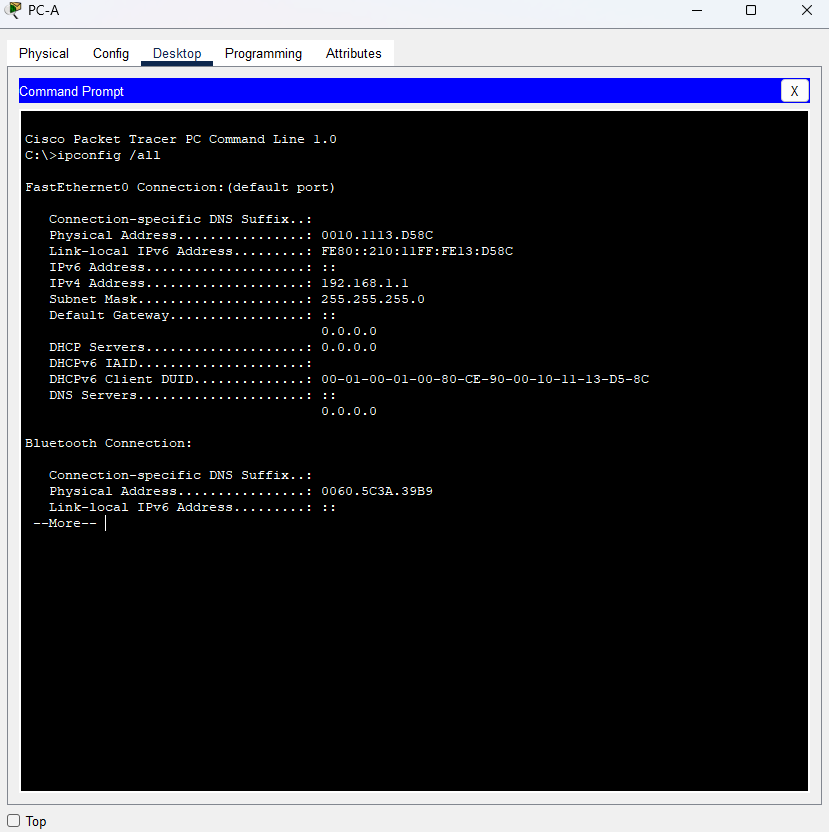 PC-A
Physical Config Desktop Programming Attributes
Command Prompt X
Cisco Packet Tracer PC Command Line 1.0
C:\>ipconfig /all
FastEthernet0 Connection:(default port)
Connection-specific DNS Suffix..:
Physical Address................: 0010.1113.D58C
Link-local IPv6 Address.........: FE80::210:11FF:FE13:D58C
IPv6 Address....................: ::
IPv4 Address....................: 192.168.1.1
Subnet Mask.....................: 255.255.255.0
Default Gateway.................: ::
0.0.0.0
DHCP Servers....................: 0.0.0.0
DHCPv6 IAID.....................:
DHCPv6 Client DUID..............: 00-01-00-01-00-80-CE-90-00-10-11-13-D5-8C
DNS Servers.....................: ::
0.0.0.0
Bluetooth Connection:
Connection-specific DNS Suffix..:
Physical Address................: 0060.5C3A.39B9
Link-local IPv6 Address.........: ::
--More--
Top